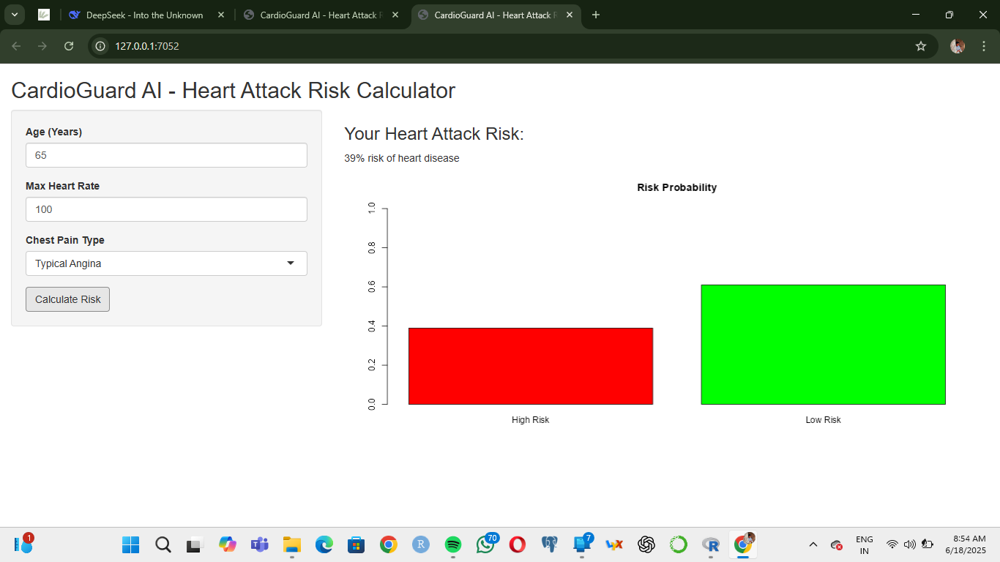 DeepSeek - Into the Unknown
CardioGuard AI - Heart Attack R
CardioGuard AI - Heart Attack R
127.0.0.1:7052
CardioGuard AI - Heart Attack Risk Calculator
Age (Years)
65
Max Heart Rate
100
Chest Pain Type
Typical Angina
Calculate Risk
Your Heart Attack Risk:
39% risk of heart disease
Risk Probability
1.0
0.8
0.6
0.4
0.2
0.0
High Risk
Low Risk
1
R
70
7
R
ENG
IN
8:54 AM
6/18/2025